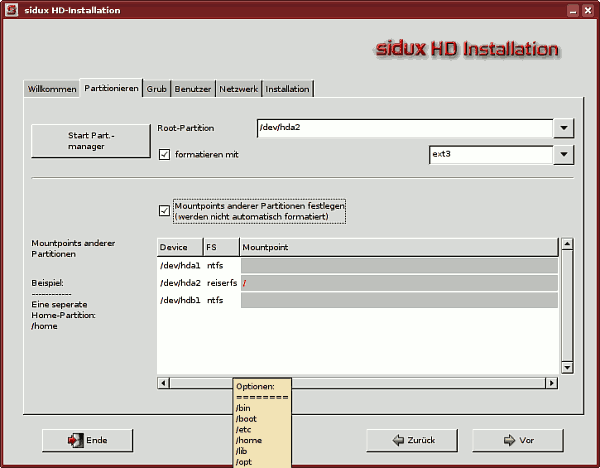 sidux HD-Installation
sidux HD Installation
Willkommen Partitionieren Grub Benutzer Netzwerk Installation
Start Part.-
manager
Root-Partition /dev/hda2
formatieren mit ext3
Mountpoints anderer Partitionen festlegen
(werden nicht automatisch formatiert)
Mountpoints anderer
Partitionen
Beispiel:
-------------
Eine seperate
Home-Partition:
/home
Device FS Mountpoint
/dev/hda1 ntfs
/dev/hda2 reiserfs /
/dev/hdb1 ntfs
Optionen:
========
/bin
/boot
/etc
/home
/lib
/opt
Ende Zurück Vor